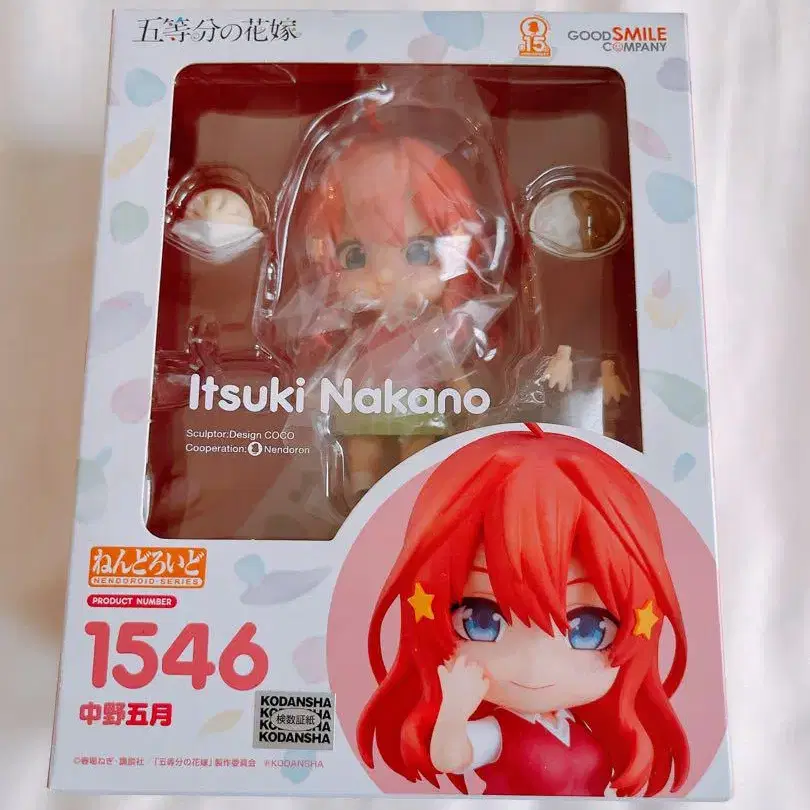 五等分の花嫁
15
GOOD SMILE
COMPANY
Itsuki Nakano
Sculptor:Design COCO
Cooperation: Nendoron
ねんどろいど
NENDOROID SERIES
PRODUCT NUMBER
1546
中野五月
KODANSHA
KODANSHA
検数証紙
KODANSHA
©春場ねぎ・講談社/「五等分の花嫁」製作委員会 ®KODANSHA